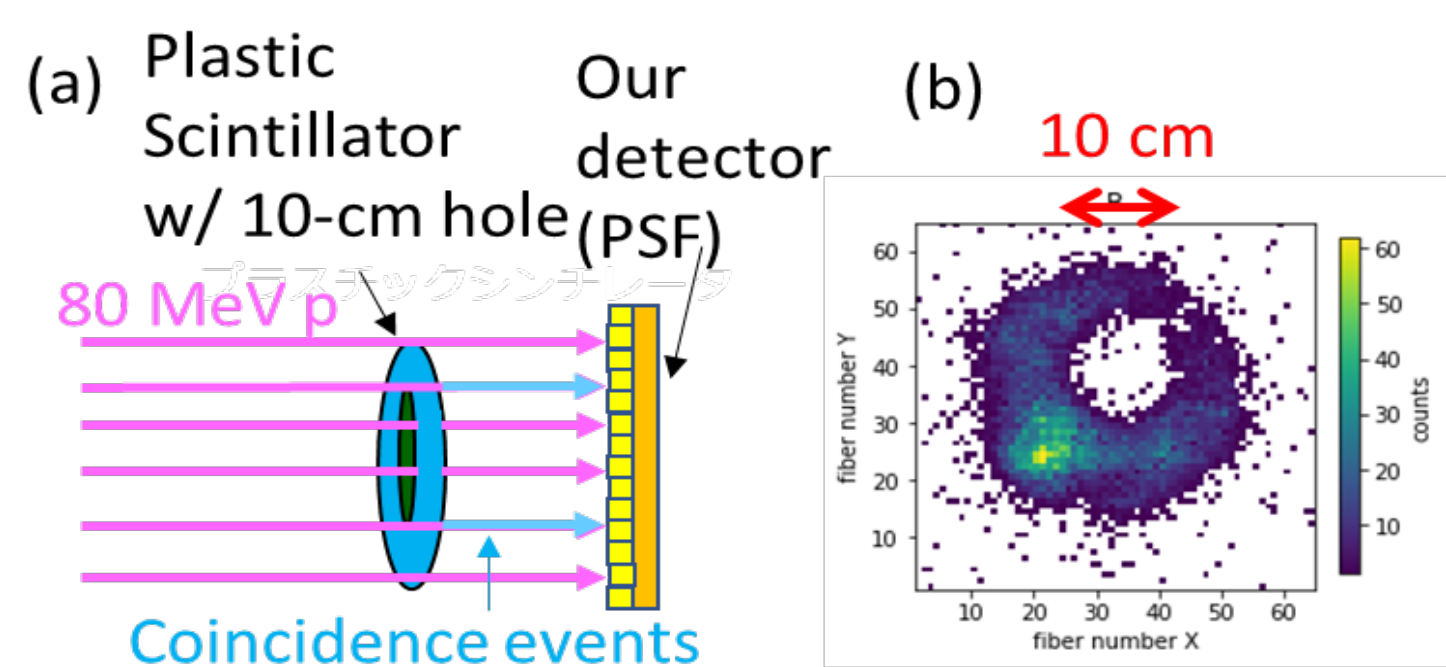 (a)
Plastic
Scintillator
w/ 10-cm hole
Our
detector
(PSF)
プラスチックシンチレータ
80 MeV p
Coincidence events
(b)
10 cm
60
50
40
30
20
10
fiber number Y
10 20 30 40 50 60
fiber number X
60
50
40
30
20
10
counts